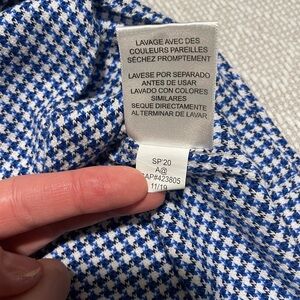 LAVAGE AVEC DES
COULEURS PAREILLES
SÉCHEZ PROMPTEMENT
LAVESE POR SEPARADO
ANTES DE USAR
LAVADO CON COLORES
SIMILARES
SEQUE DIRECTAMENTE
AL TERMINAR DE LAVAR
SP'20
A@
CAP#423805
11/19